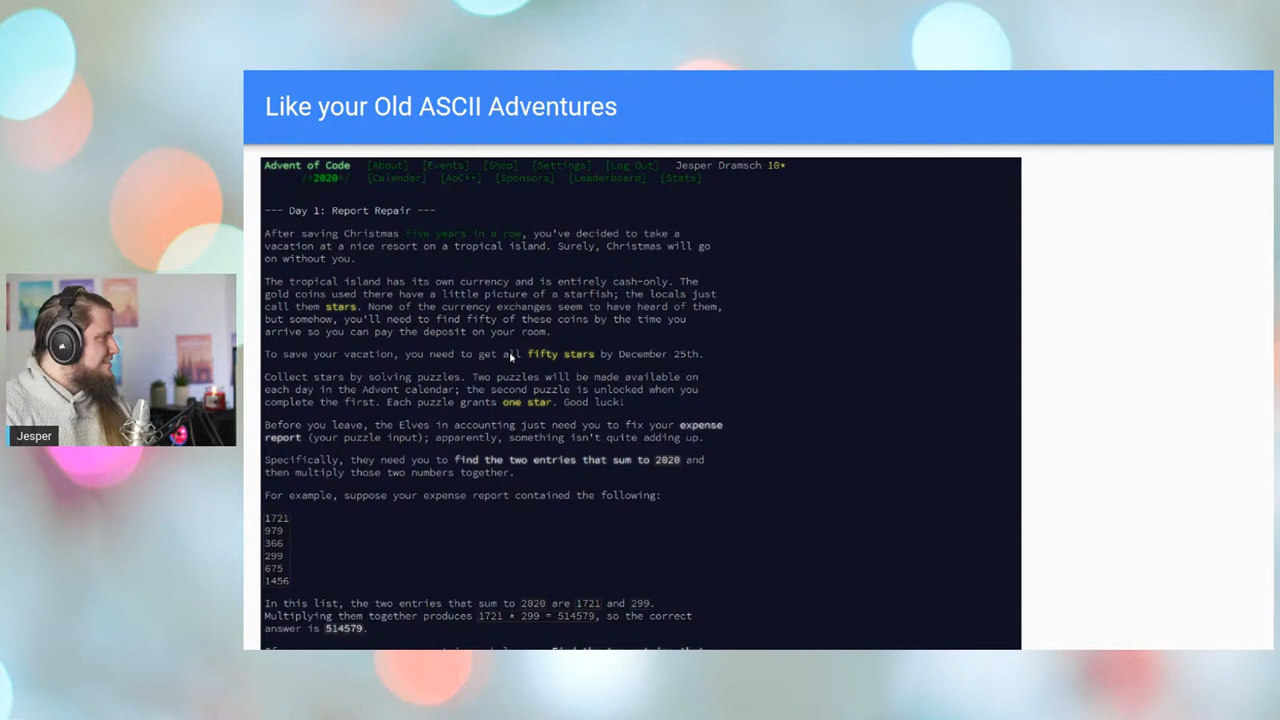 Like your Old ASCII Adventures
Advent of Code [About] [Events] [Shop] [Settings] [Log Out] Jesper Dramsch 10*
/*2020*/ [Calendar] [AoC++] [Sponsors] [Leaderboard] [Stats]
--- Day 1: Report Repair ---
After saving Christmas five years in a row, you've decided to take a
vacation at a nice resort on a tropical island. Surely, Christmas will go
on without you.
The tropical island has its own currency and is entirely cash-only. The
gold coins used there have a little picture of a starfish; the locals just
call them stars. None of the currency exchanges seem to have heard of them,
but somehow, you'll need to find fifty of these coins by the time you
arrive so you can pay the deposit on your room.
To save your vacation, you need to get all fifty stars by December 25th.
Collect stars by solving puzzles. Two puzzles will be made available on
each day in the Advent calendar; the second puzzle is unlocked when you
complete the first. Each puzzle grants one star. Good luck!
Before you leave, the Elves in accounting just need you to fix your expense
report (your puzzle input); apparently, something isn't quite adding up.
Specifically, they need you to find the two entries that sum to 2020 and
then multiply those two numbers together.
For example, suppose your expense report contained the following:
1721
979
366
299
675
1456
In this list, the two entries that sum to 2020 are 1721 and 299.
Multiplying them together produces 1721 * 299 = 514579, so the correct
answer is 514579.
Jesper